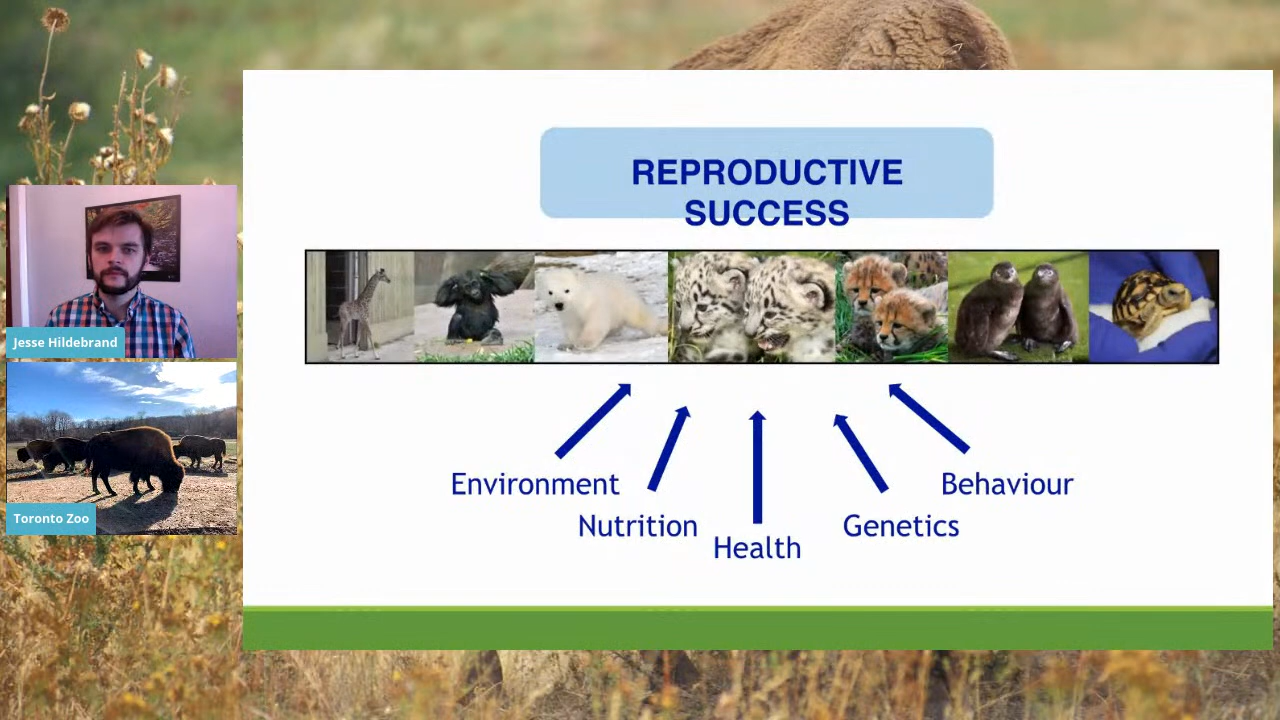 REPRODUCTIVE
SUCCESS
Jesse Hildebrand
Toronto Zoo
Environment
Behaviour
Nutrition
Genetics
Health